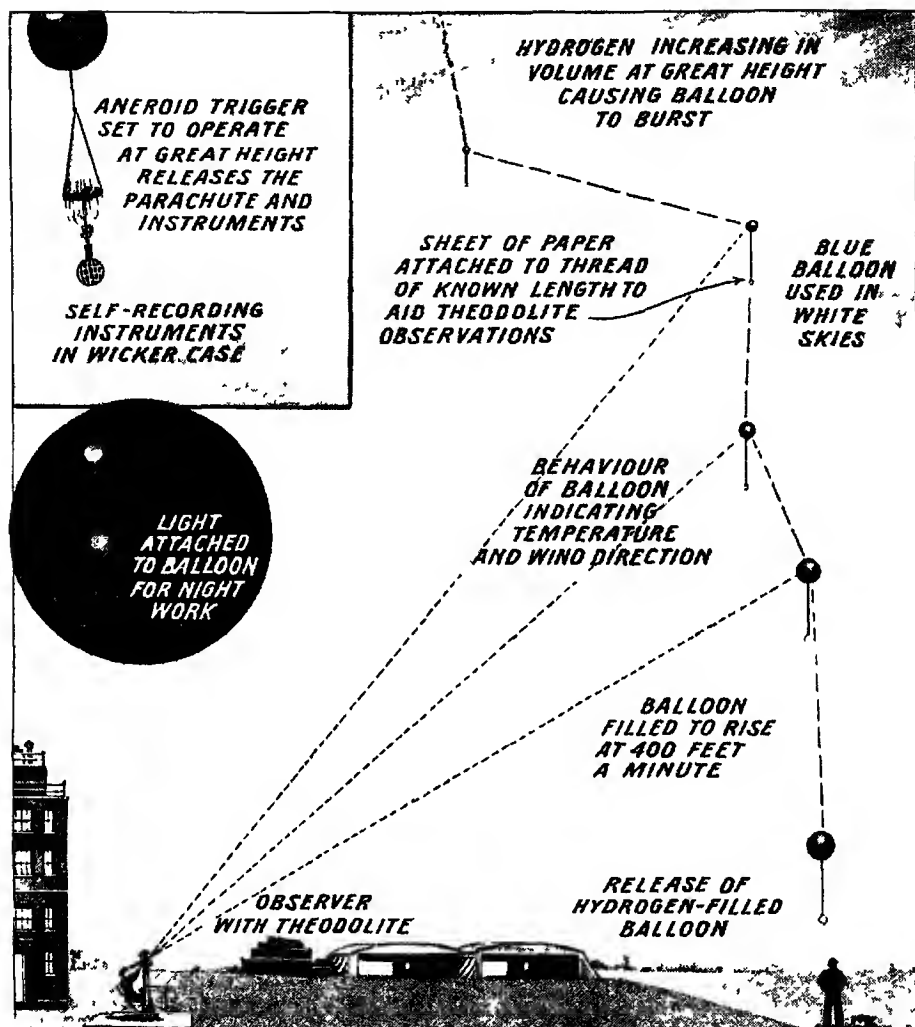 ANEROID TRIGGER
SET TO OPERATE
AT GREAT HEIGHT
RELEASES THE
PARACHUTE AND
INSTRUMENTS
SELF-RECORDING
INSTRUMENTS
IN WICKER CASE
HYDROGEN INCREASING IN
VOLUME AT GREAT HEIGHT
CAUSING BALLOON
TO BURST
SHEET OF PAPER
ATTACHED TO THREAD
OF KNOWN LENGTH TO
AID THEODOLITE
OBSERVATIONS
BLUE
BALLOON
USED IN
WHITE
SKIES
LIGHT
ATTACHED
TO BALLOON
FOR NIGHT
WORK
BEHAVIOUR
OF BALLOON
INDICATING
TEMPERATURE
AND WIND DIRECTION
BALLOON
FILLED TO RISE
AT 400 FEET
A MINUTE
OBSERVER
WITH THEODOLITE
RELEASE OF
HYDROGEN-FILLED
BALLOON